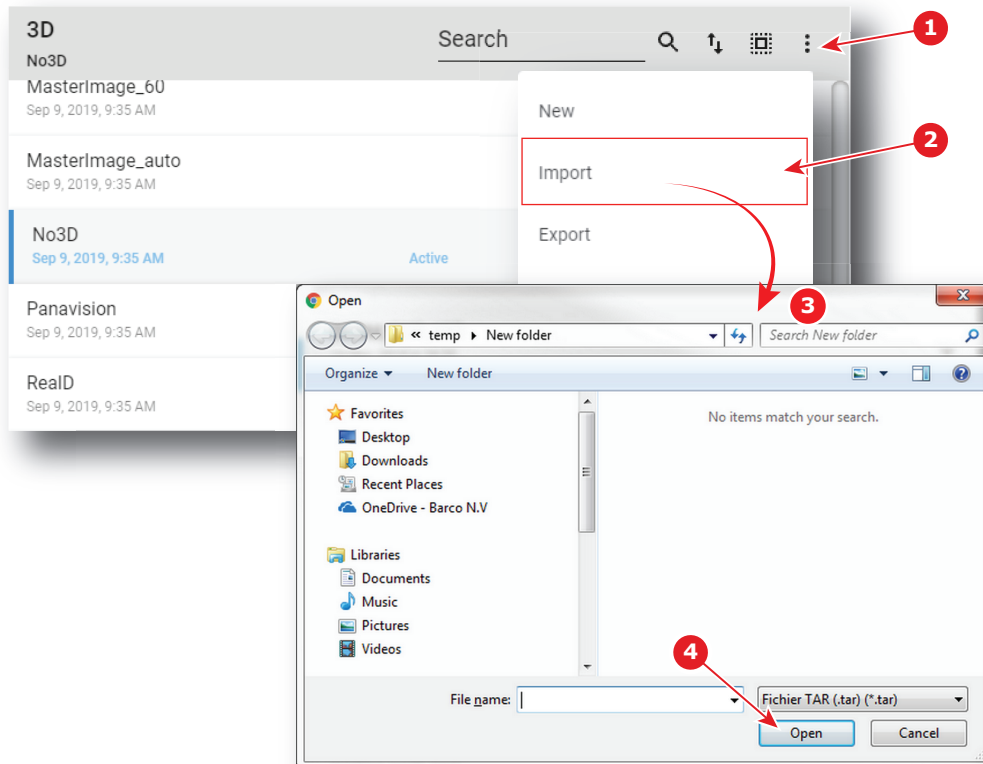 3D
No3D
Search
1
MasterImage_60
Sep 9, 2019, 9:35 AM
New
2
MasterImage_auto
Sep 9, 2019, 9:35 AM
Import
No3D
Sep 9, 2019, 9:35 AM
Active
Export
Panavision
Sep 9, 2019, 9:35 AM
RealD
Sep 9, 2019, 9:35 AM
Open
3
« temp New folder
Search New folder
Organize
New folder
Favorites
Desktop
Downloads
Recent Places
OneDrive - Barco N.V
Libraries
Documents
Music
Pictures
Videos
No items match your search.
4
File name:
Fichier TAR (.tar) (*.tar)
Open
Cancel